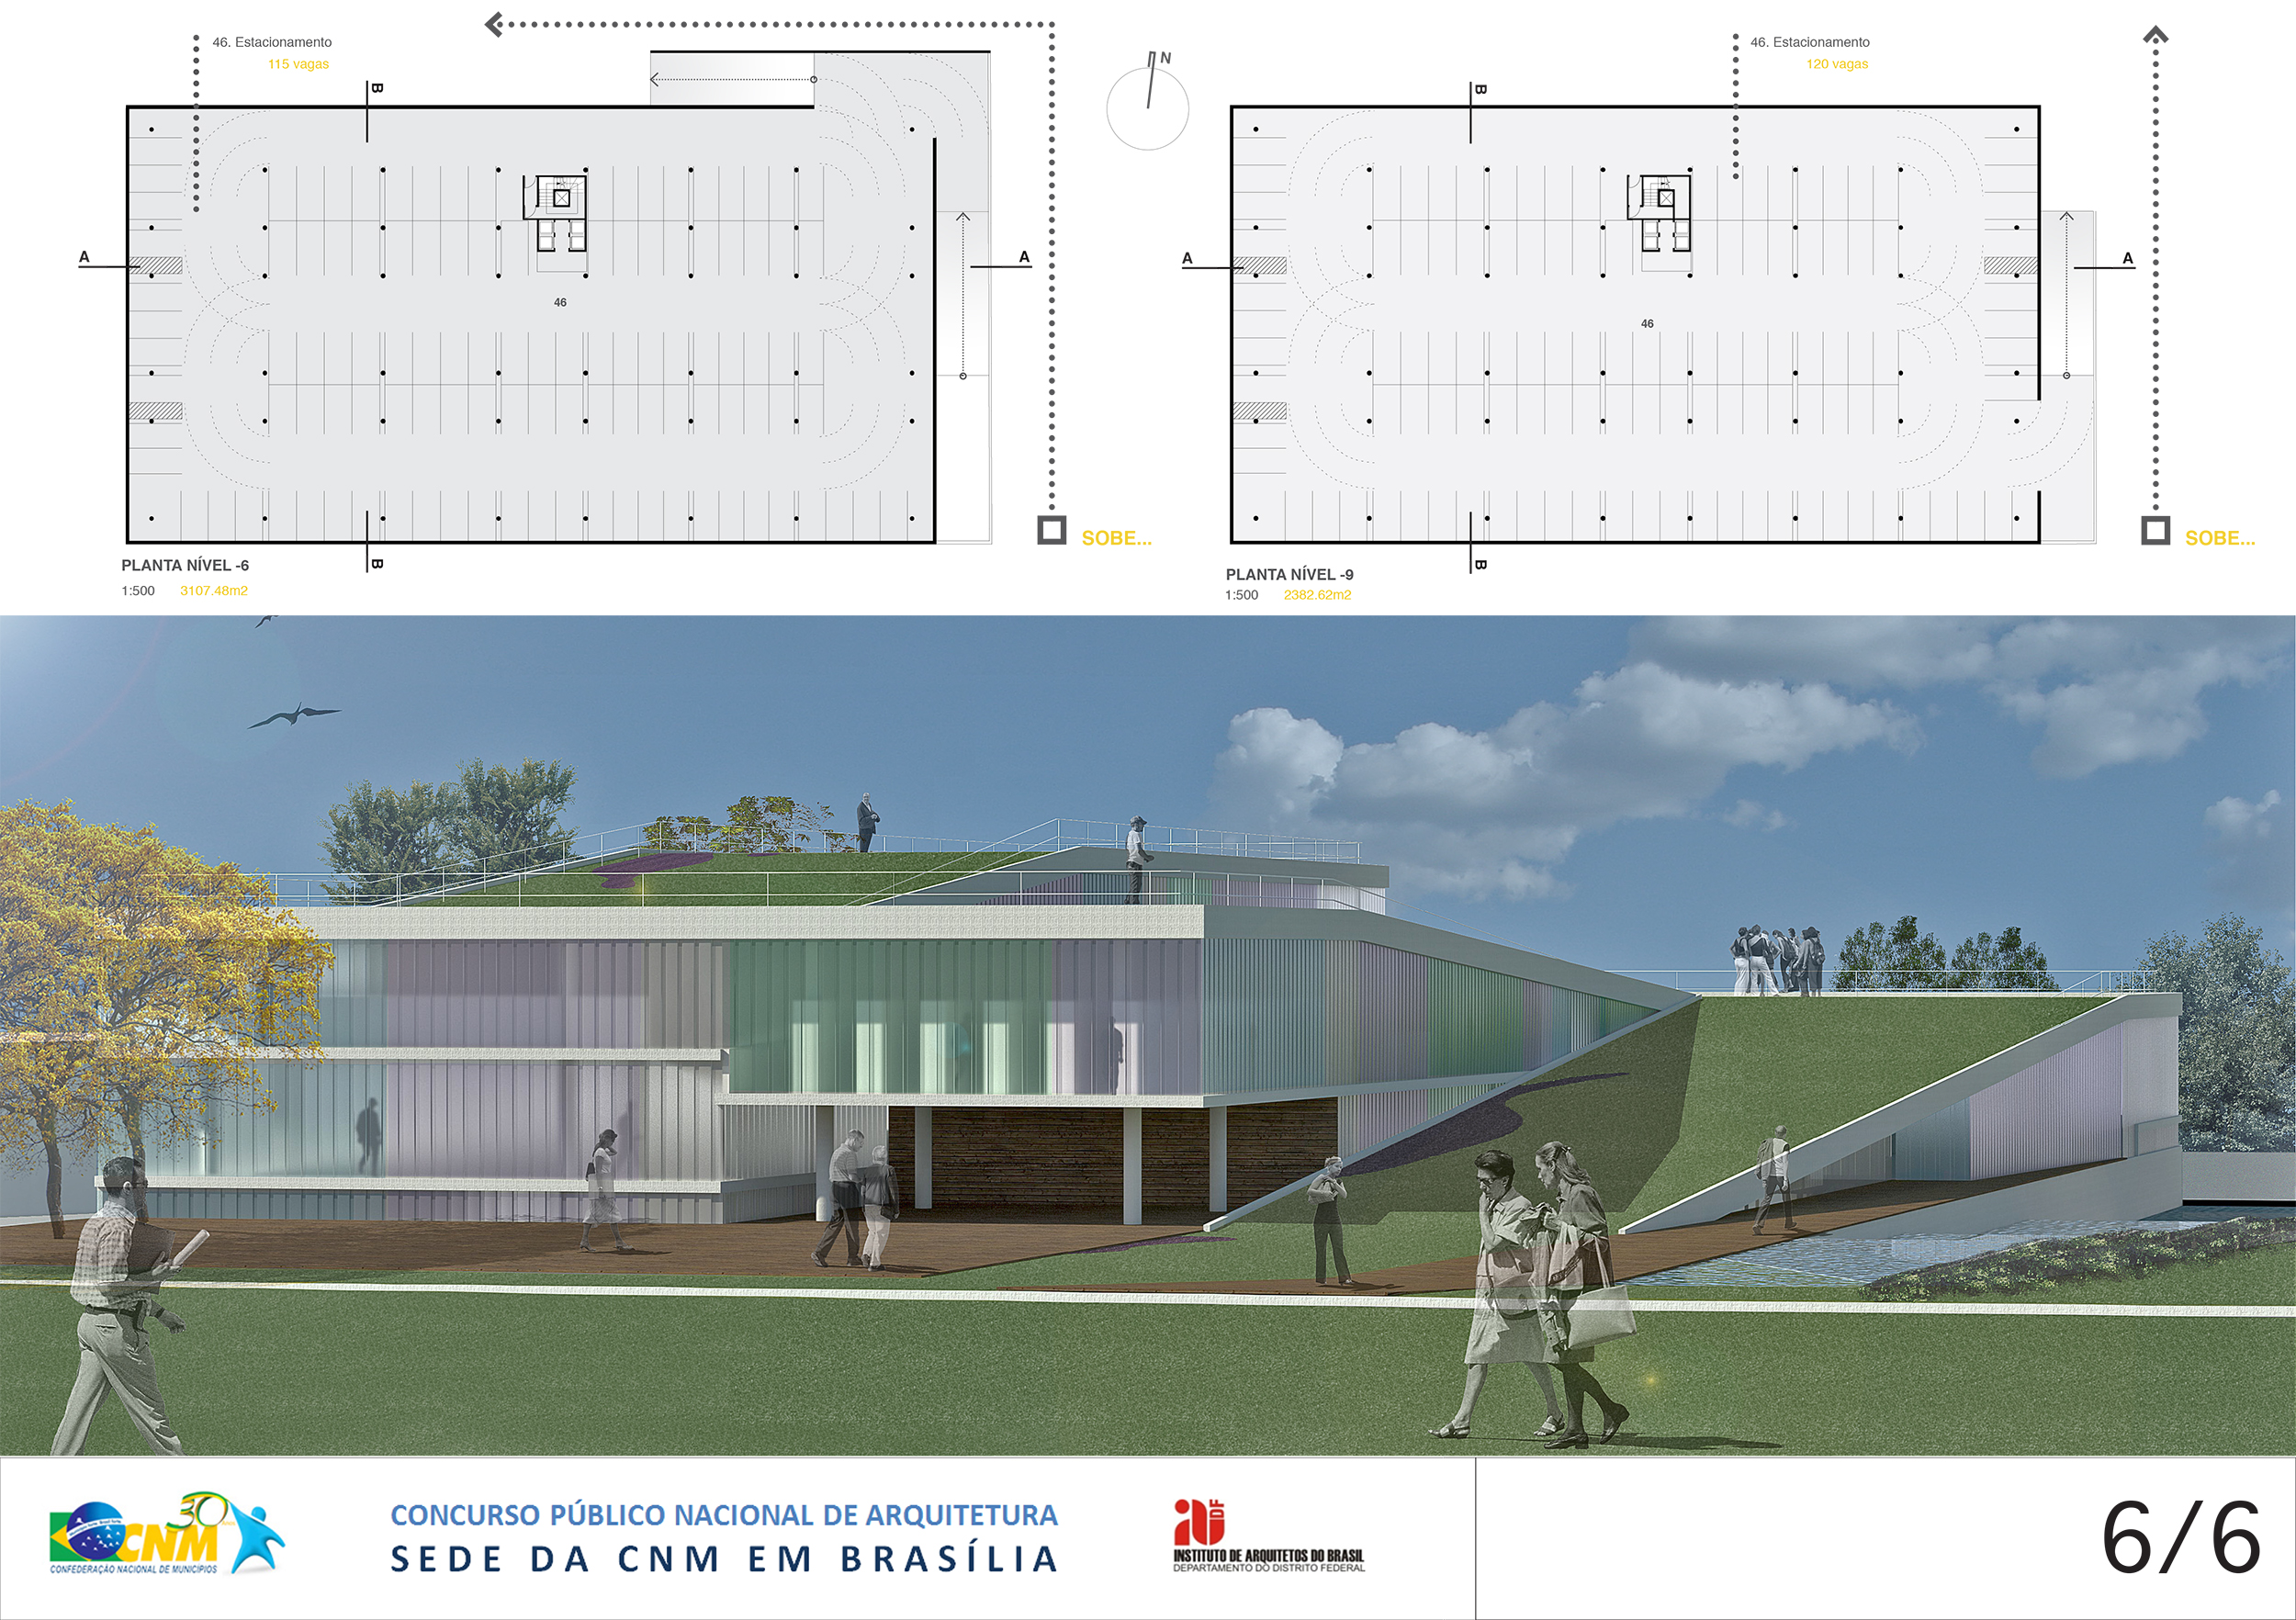 46. Estacionamento
115 vagas
B
A
A
46
B
SOBE...
PLANTA NÍVEL -6
1:500 3107.48m2
N
46. Estacionamento
120 vagas
B
A
A
46
B
SOBE...
PLANTA NÍVEL -9
1:500 2382.62m2
30
CNM
CONFEDERAÇÃO NACIONAL DE MUNICÍPIOS
CONCURSO PÚBLICO NACIONAL DE ARQUITETURA
SEDE DA CNM EM BRASÍLIA
DF
INSTITUTO DE ARQUITETOS DO BRASIL
DEPARTAMENTO DO DISTRITO FEDERAL
6/6